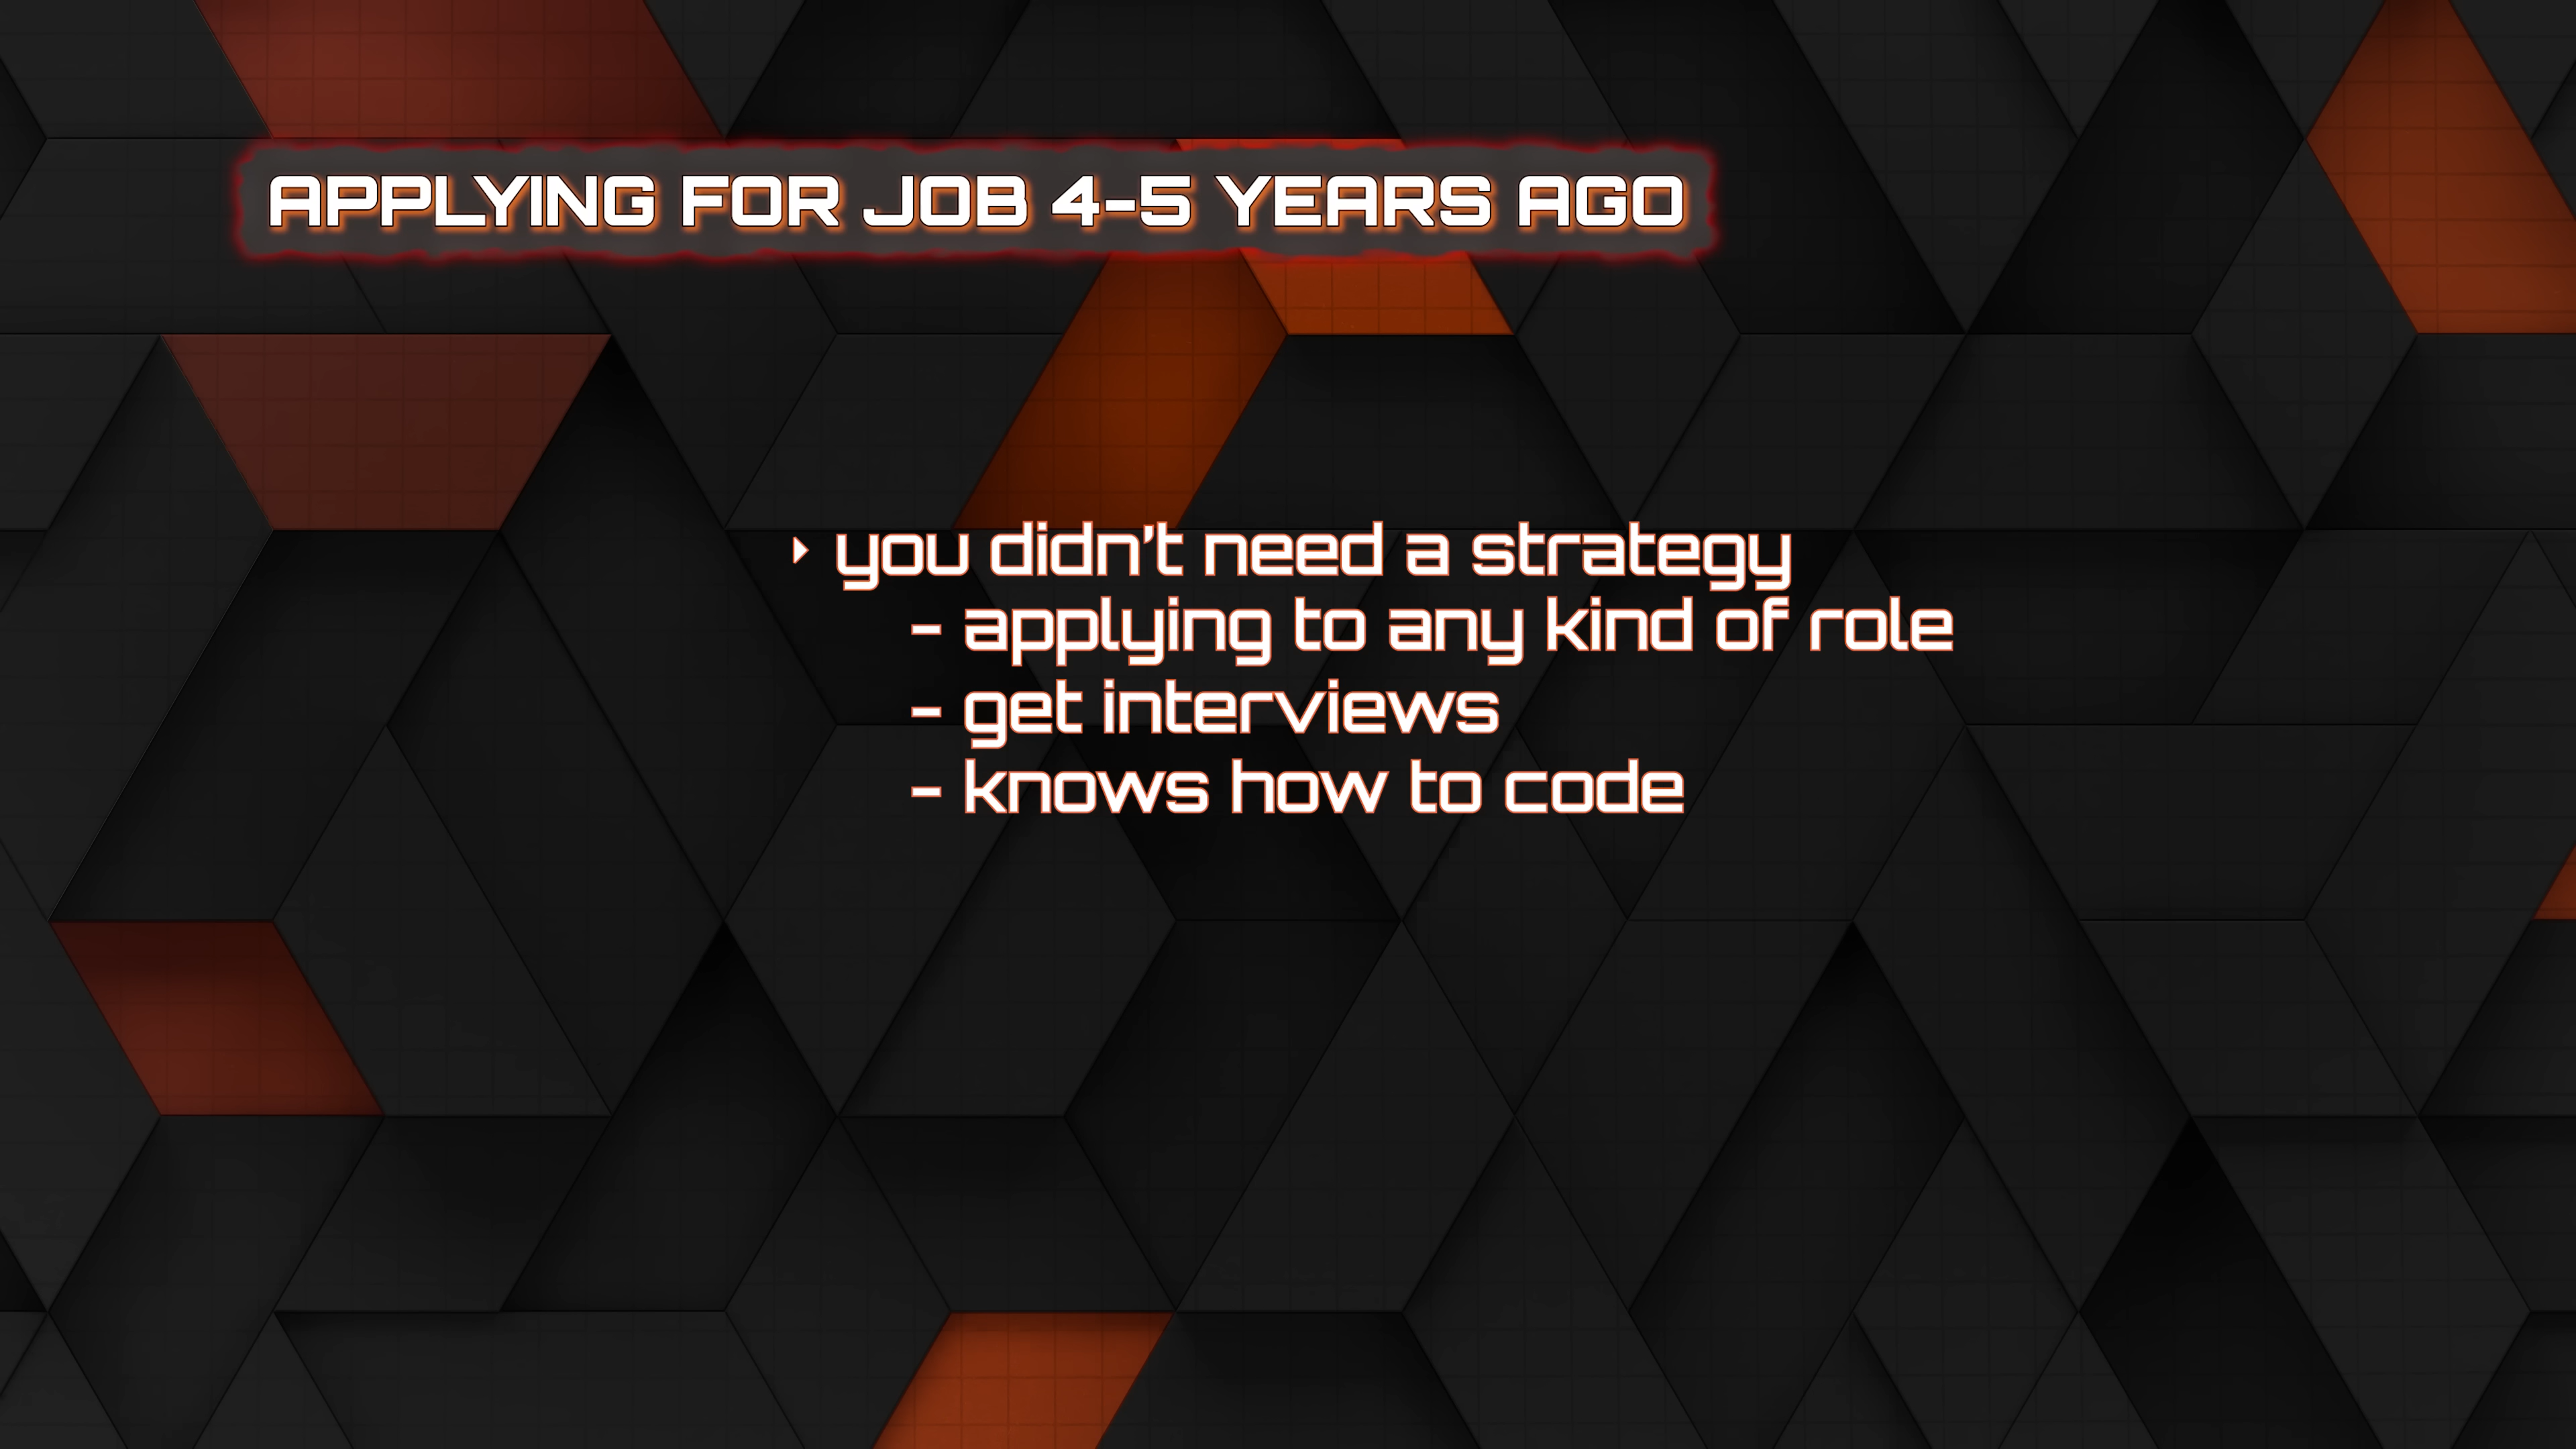 APPLYING FOR JOB 4-5 YEARS AGO
‣ you didn't need a strategy
- applying to any kind of role
- get interviews
- knows how to code